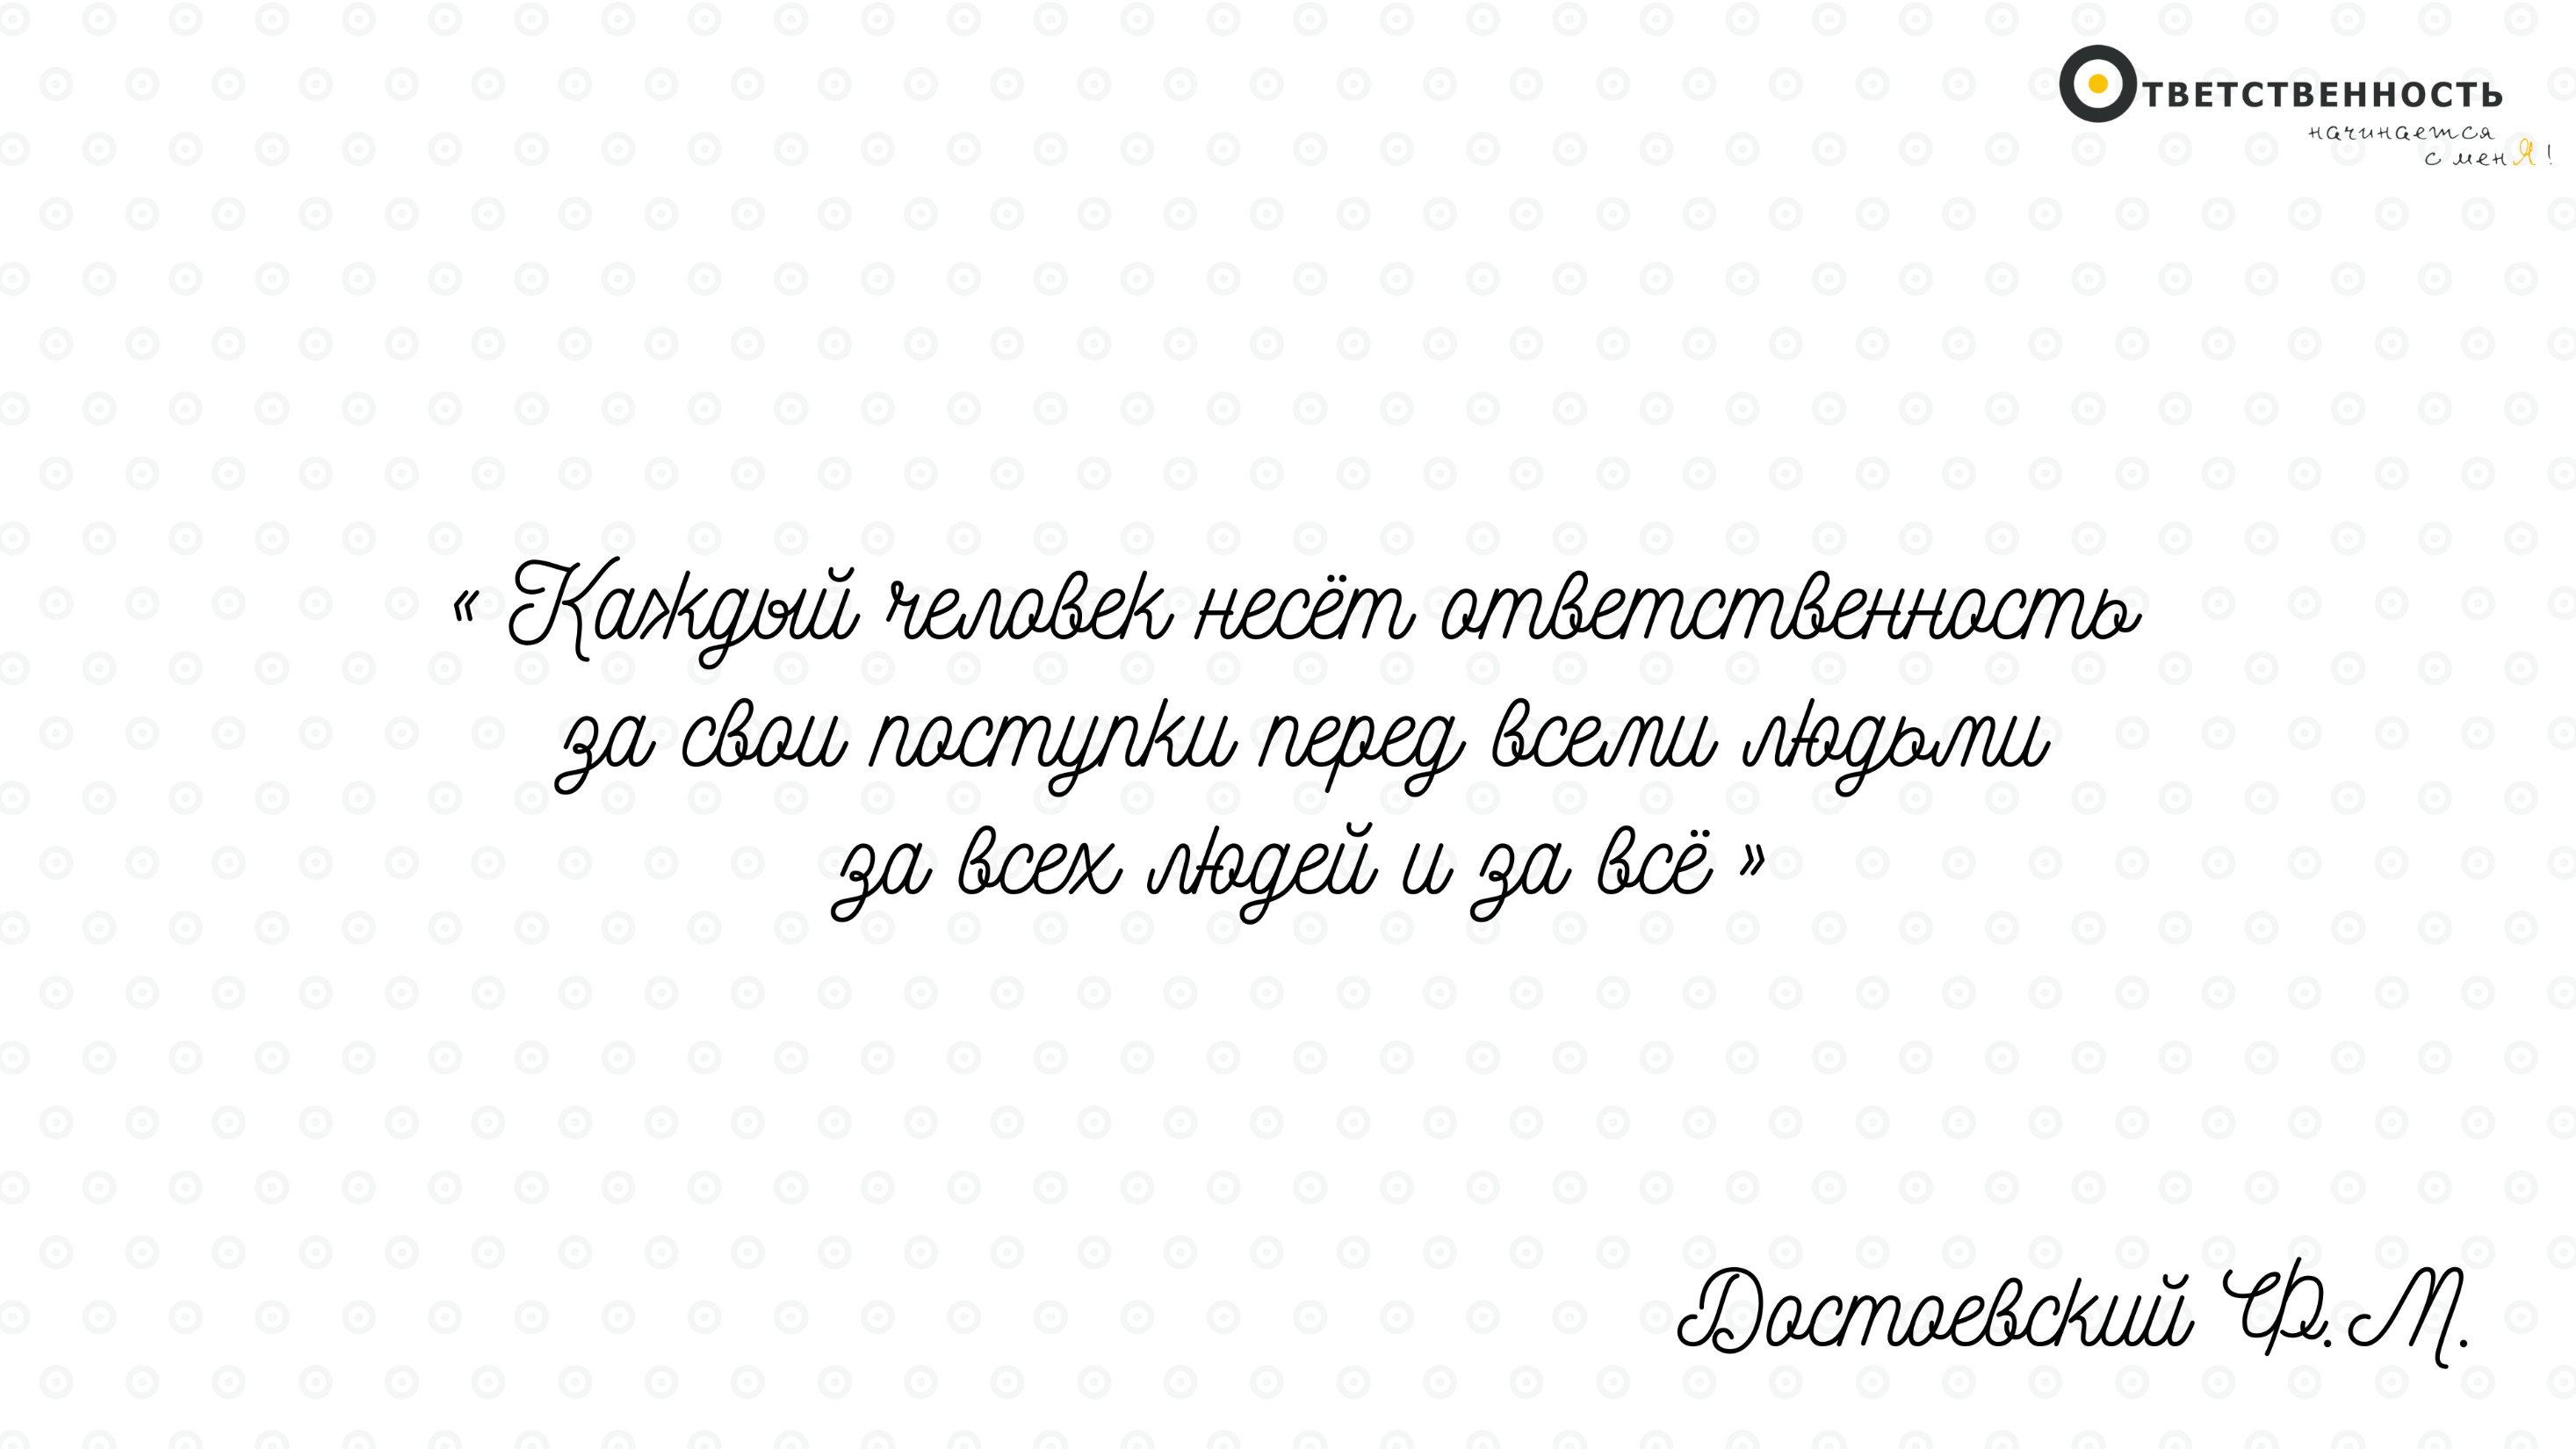 ОТВЕТСТВЕННОСТЬ
начинается
с менЯ!
« Каждый человек несёт ответственность
за свои поступки перед всеми людьми
за всех людей и за всё »
Достоевский Ф.М.